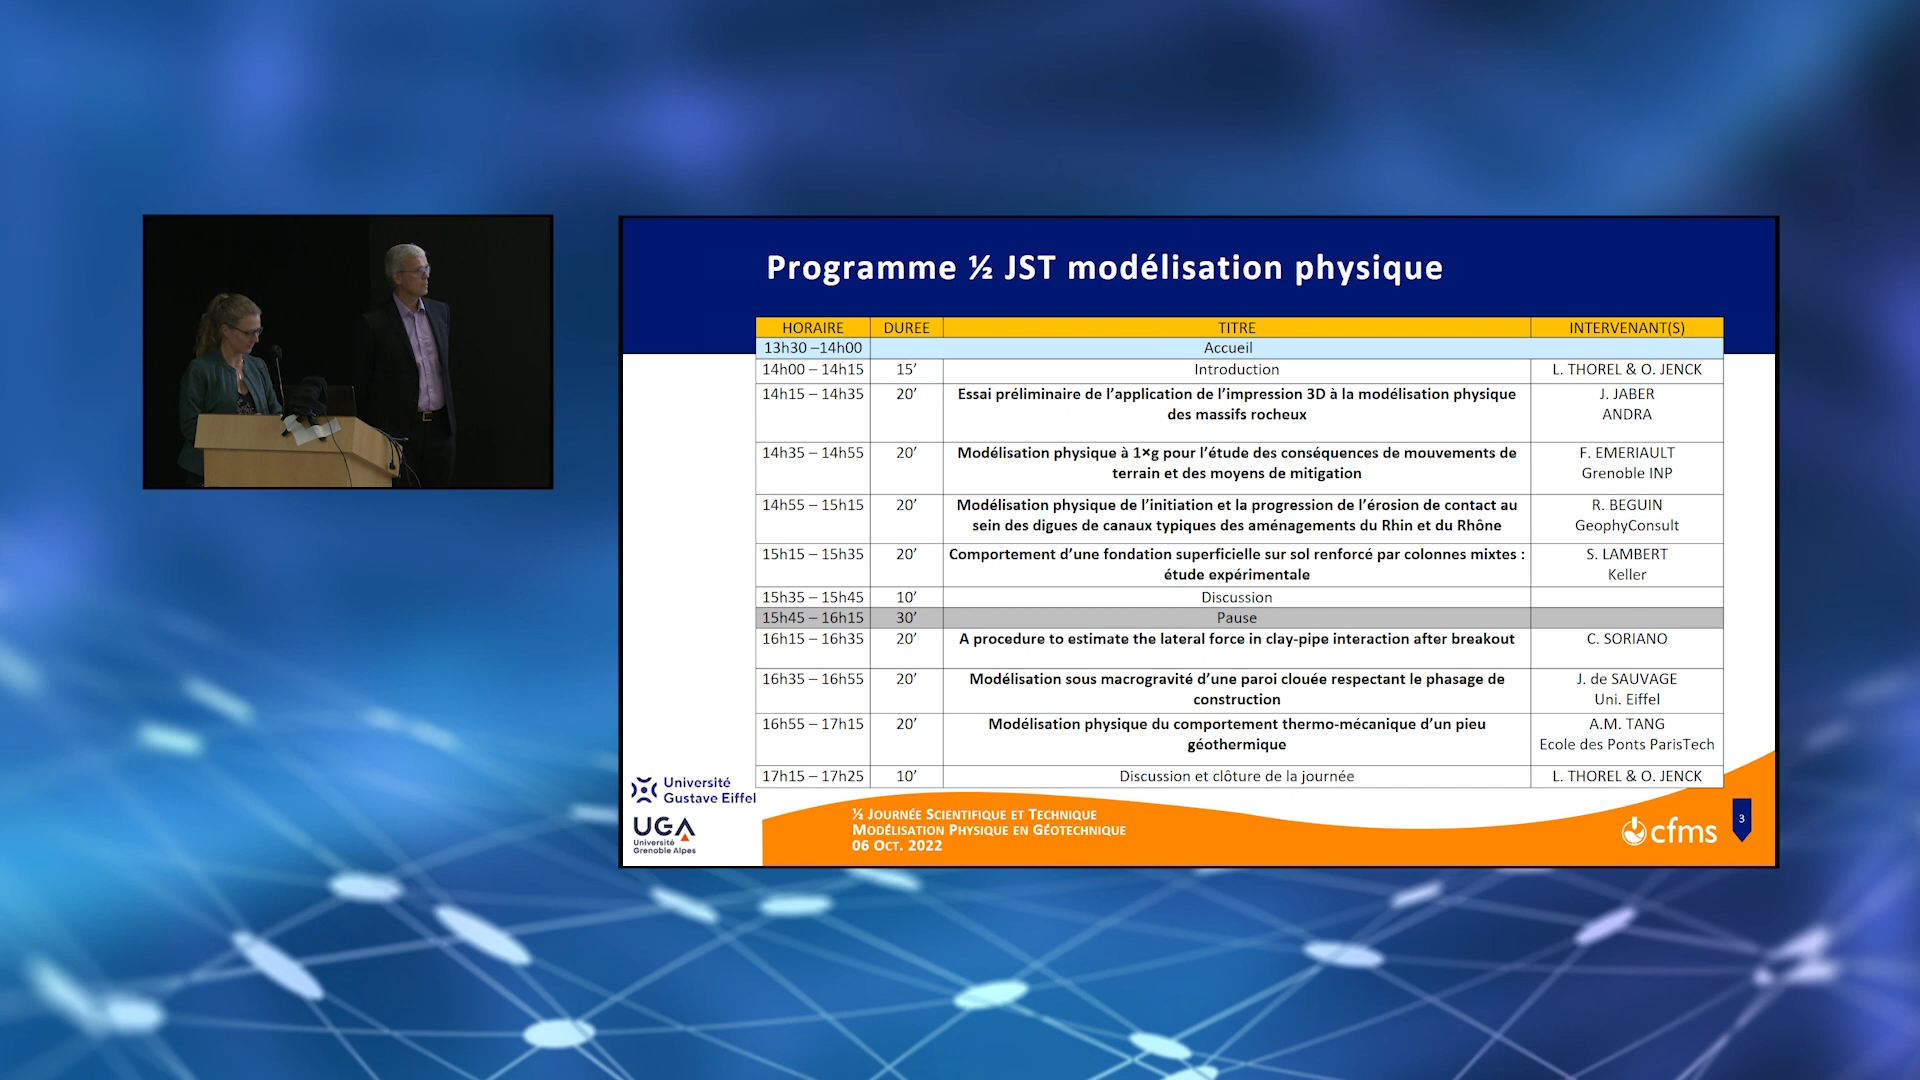 Programme ½ JST modélisation physique
HORAIRE DUREE TITRE INTERVENANT(S)
13h30 –14h00 Accueil
14h00 – 14h15 15’ Introduction L. THOREL & O. JENCK
14h15 – 14h35 20’ Essai préliminaire de l’application de l’impression 3D à la modélisation physique J. JABER
des massifs rocheux ANDRA
14h35 – 14h55 20’ Modélisation physique à 1×g pour l’étude des conséquences de mouvements de F. EMERIAULT
terrain et des moyens de mitigation Grenoble INP
14h55 – 15h15 20’ Modélisation physique de l’initiation et la progression de l’érosion de contact au R. BEGUIN
sein des digues de canaux typiques des aménagements du Rhin et du Rhône GeophyConsult
15h15 – 15h35 20’ Comportement d’une fondation superficielle sur sol renforcé par colonnes mixtes : S. LAMBERT
étude expérimentale Keller
15h35 – 15h45 10’ Discussion
15h45 – 16h15 30’ Pause
16h15 – 16h35 20’ A procedure to estimate the lateral force in clay-pipe interaction after breakout C. SORIANO
16h35 – 16h55 20’ Modélisation sous macrogravité d’une paroi clouée respectant le phasage de J. de SAUVAGE
construction Uni. Eiffel
16h55 – 17h15 20’ Modélisation physique du comportement thermo-mécanique d’un pieu A.M. TANG
géothermique Ecole des Ponts ParisTech
17h15 – 17h25 10’ Discussion et clôture de la journée L. THOREL & O. JENCK
Université
Gustave Eiffel
UGA
Université
Grenoble Alpes
½ JOURNÉE SCIENTIFIQUE ET TECHNIQUE
MODÉLISATION PHYSIQUE EN GÉOTECHNIQUE
06 OCT. 2022
cfms
3